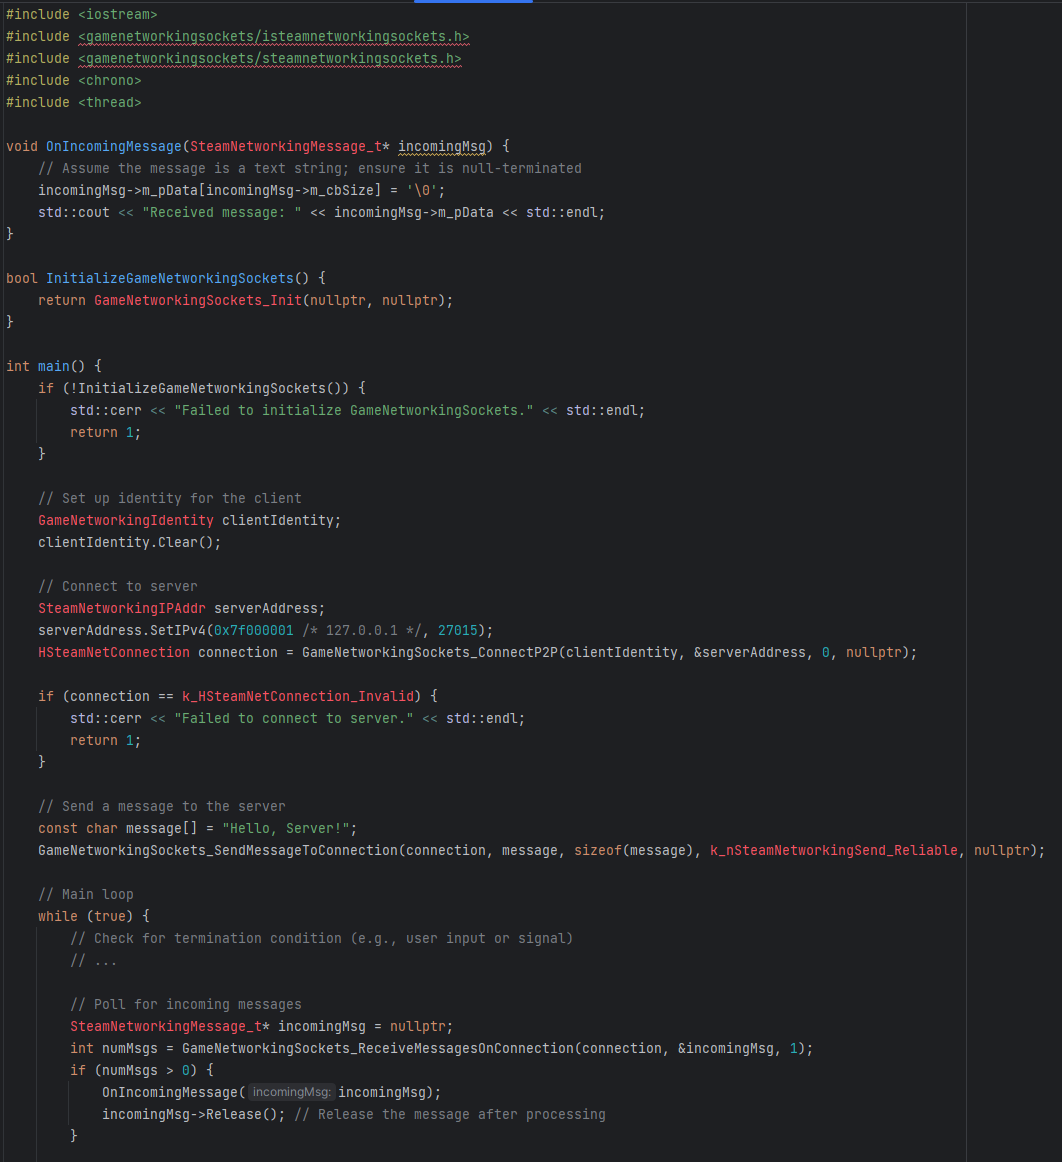 #include <iostream>
#include <gamenetworkingsockets/isteamnetworkingsockets.h>
#include <gamenetworkingsockets/steamnetworkingsockets.h>
#include <chrono>
#include <thread>
void OnIncomingMessage(SteamNetworkingMessage_t* incomingMsg) {
// Assume the message is a text string; ensure it is null-terminated
incomingMsg->m_pData[incomingMsg->m_cbSize] = '\0';
std::cout << "Received message: " << incomingMsg->m_pData << std::endl;
}
bool InitializeGameNetworkingSockets() {
return GameNetworkingSockets_Init(nullptr, nullptr);
}
int main() {
if (!InitializeGameNetworkingSockets()) {
std::cerr << "Failed to initialize GameNetworkingSockets." << std::endl;
return 1;
}
// Set up identity for the client
GameNetworkingIdentity clientIdentity;
clientIdentity.Clear();
// Connect to server
SteamNetworkingIPAddr serverAddress;
serverAddress.SetIPv4(0x7f000001 /* 127.0.0.1 */, 27015);
HSteamNetConnection connection = GameNetworkingSockets_ConnectP2P(clientIdentity, &serverAddress, 0, nullptr);
if (connection == k_HSteamNetConnection_Invalid) {
std::cerr << "Failed to connect to server." << std::endl;
return 1;
}
// Send a message to the server
const char message[] = "Hello, Server!";
GameNetworkingSockets_SendMessageToConnection(connection, message, sizeof(message), k_nSteamNetworkingSend_Reliable, nullptr);
// Main loop
while (true) {
// Check for termination condition (e.g., user input or signal)
// ...
// Poll for incoming messages
SteamNetworkingMessage_t* incomingMsg = nullptr;
int numMsgs = GameNetworkingSockets_ReceiveMessagesOnConnection(connection, &incomingMsg, 1);
if (numMsgs > 0) {
OnIncomingMessage( incomingMsg: incomingMsg);
incomingMsg->Release(); // Release the message after processing
}